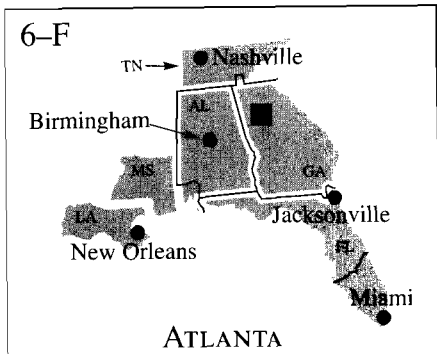 6–F
TN
Nashville
AL
Birmingham
MS
GA
LA
Jacksonville
New Orleans
FL
Miami
ATLANTA